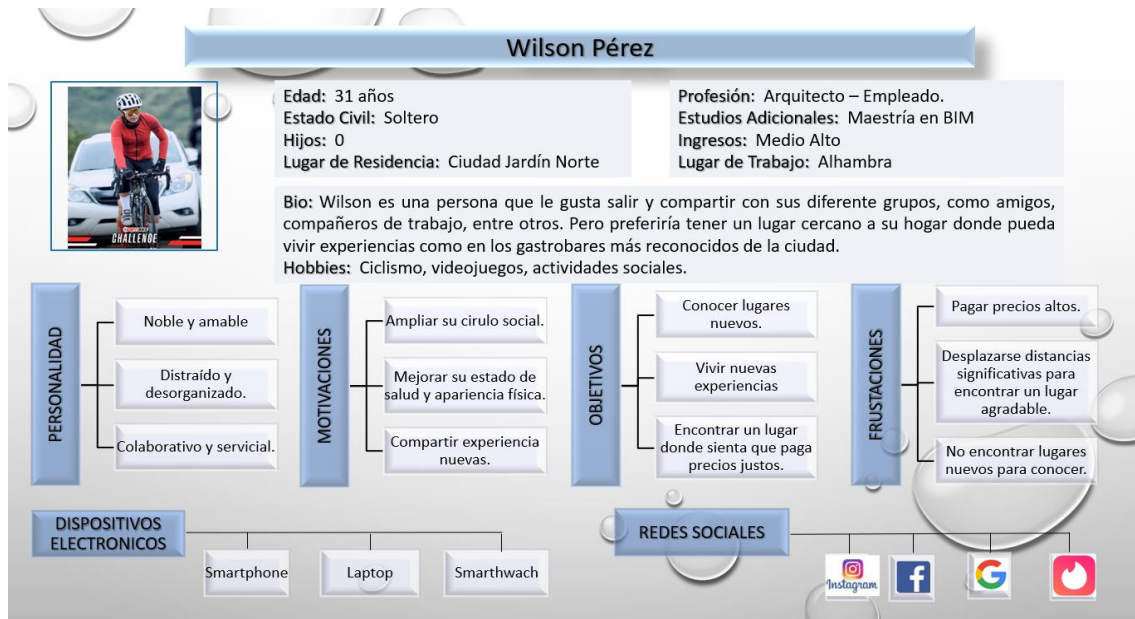 Wilson Pérez
Edad: 31 años
Estado Civil: Soltero
Hijos: 0
Lugar de Residencia: Ciudad Jardín Norte
Profesión: Arquitecto – Empleado.
Estudios Adicionales: Maestría en BIM
Ingresos: Medio Alto
Lugar de Trabajo: Alhambra
CHALLENGE
Bio: Wilson es una persona que le gusta salir y compartir con sus diferente grupos, como amigos,
compañeros de trabajo, entre otros. Pero preferiría tener un lugar cercano a su hogar donde pueda
vivir experiencias como en los gastrobares más reconocidos de la ciudad.
Hobbies: Ciclismo, videojuegos, actividades sociales.
PERSONALIDAD
Noble y amable
Distraído y
desorganizado.
Colaborativo y servicial.
MOTIVACIONES
Ampliar su cirulo social.
Mejorar su estado de
salud y apariencia física.
Compartir experiencia
nuevas.
OBJETIVOS
Conocer lugares
nuevos.
Vivir nuevas
experiencias
Encontrar un lugar
donde sienta que paga
precios justos.
FRUSTACIONES
Pagar precios altos.
Desplazarse distancias
significativas para
encontrar un lugar
agradable.
No encontrar lugares
nuevos para conocer.
DISPOSITIVOS
ELECTRONICOS
Smartphone
Laptop
Smarthwach
REDES SOCIALES
Instagram